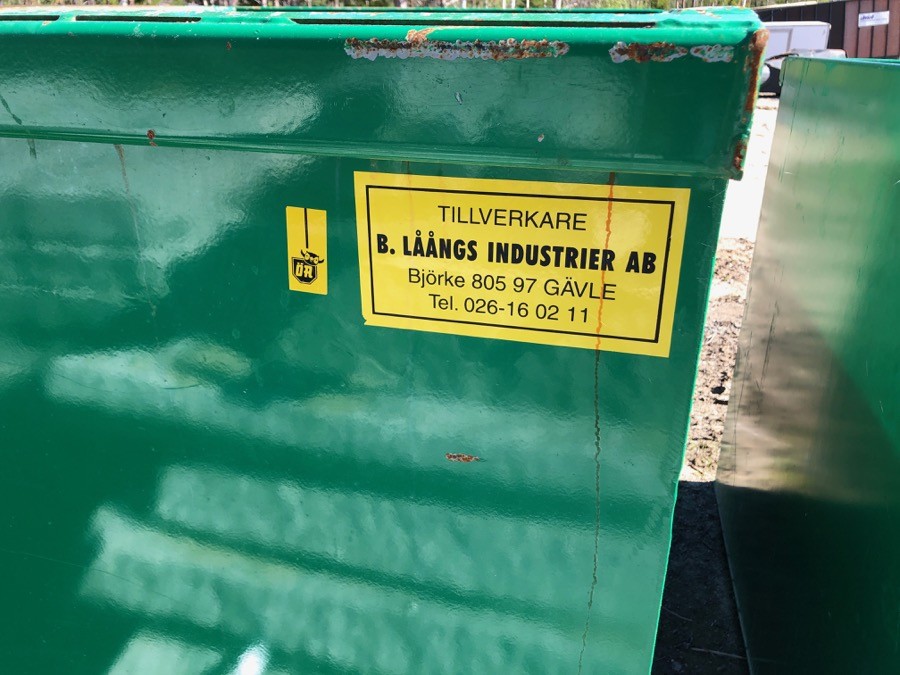 TILLVERKARE
B. LÅÅNGS INDUSTRIER AB
Björke 805 97 GÄVLE
Tel. 026-16 02 11